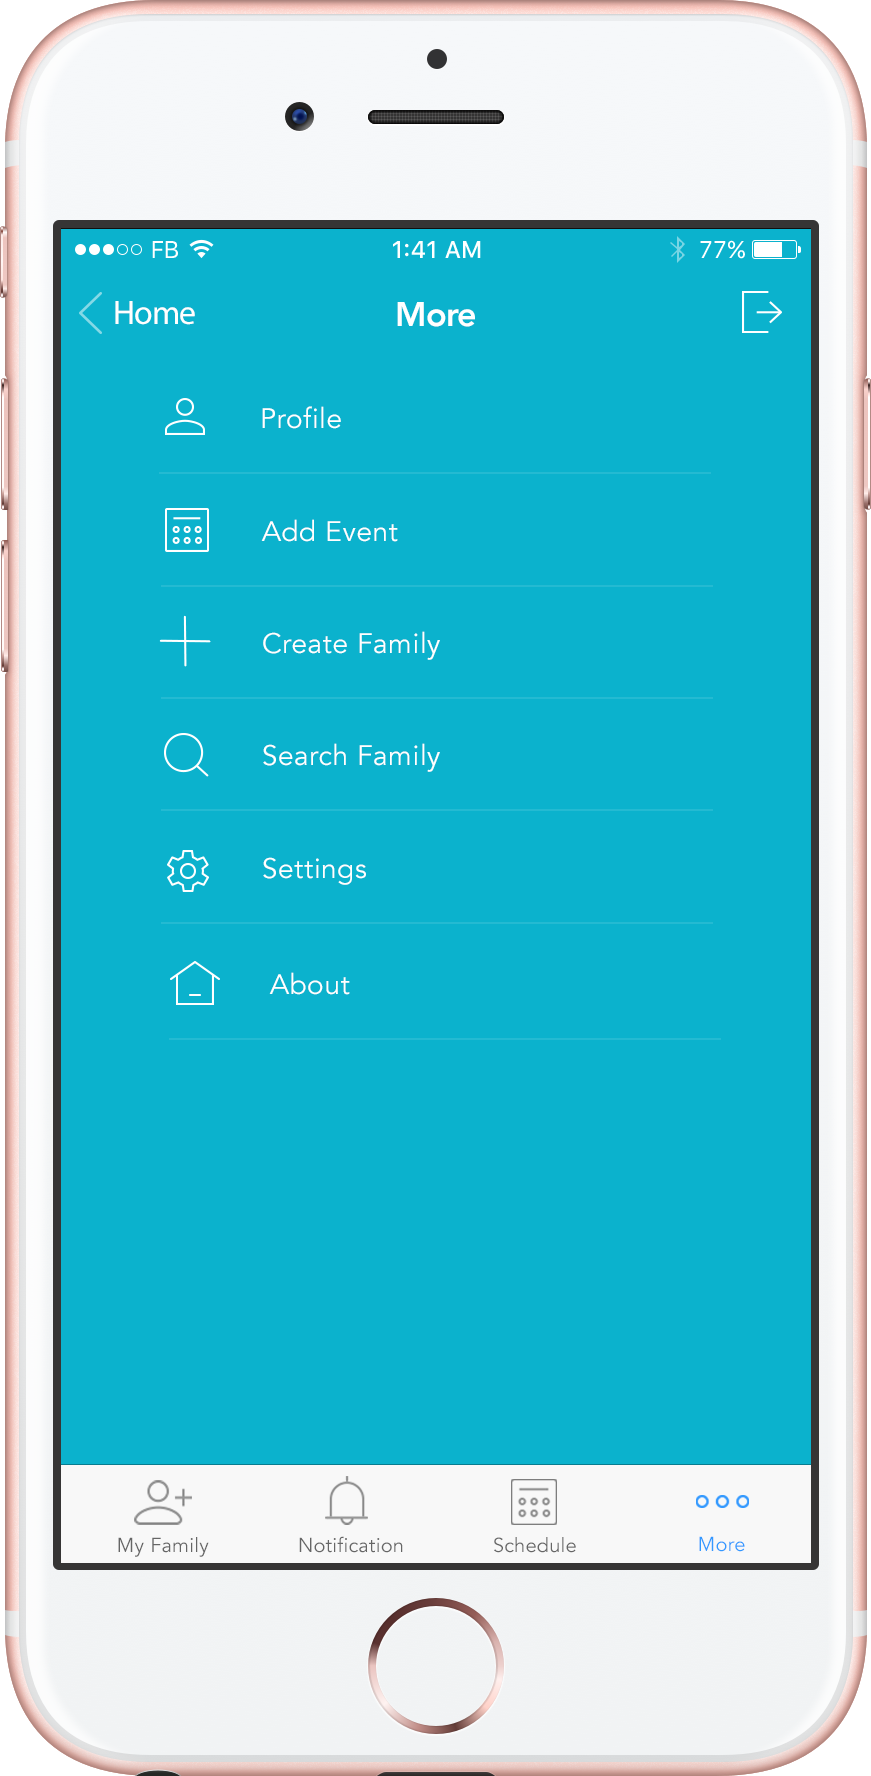 FB 1:41 AM 77%
Home More
Profile
Add Event
Create Family
Search Family
Settings
About
My Family Notification Schedule More